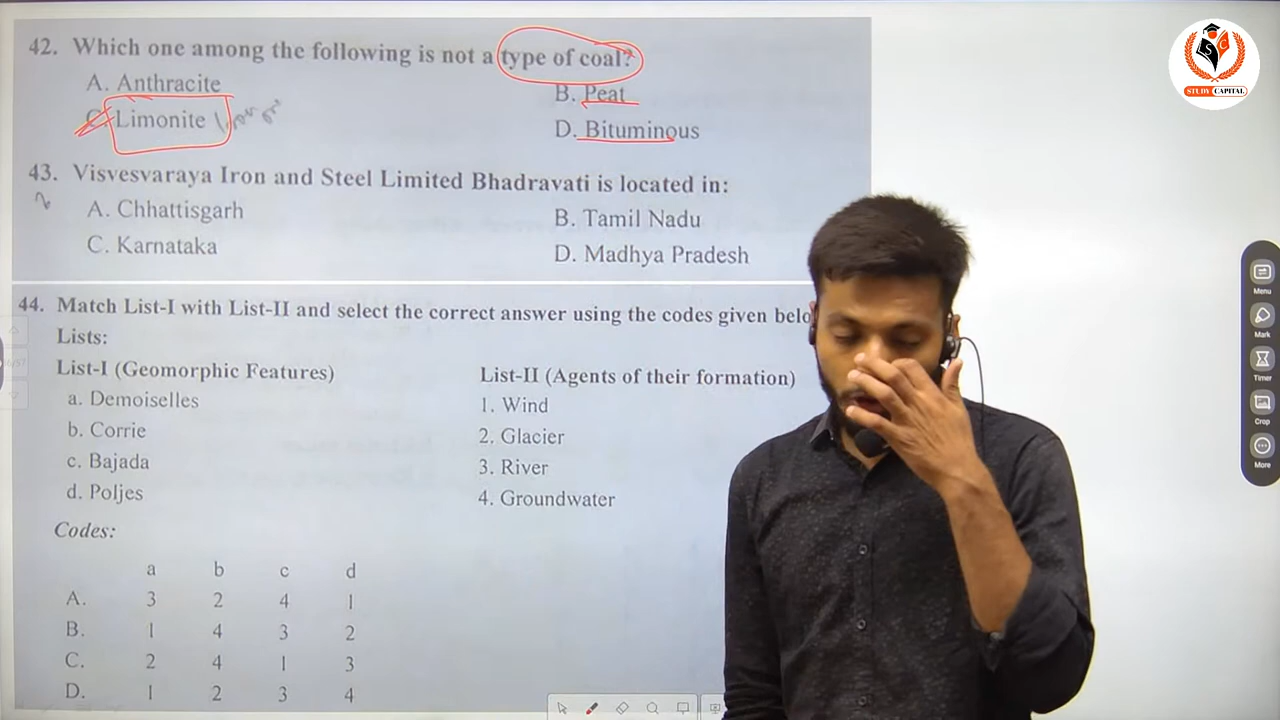 42. Which one among the following is not a type of coal?
A. Anthracite
B. Peat
C. Limonite
D. Bituminous
43. Visvesvaraya Iron and Steel Limited Bhadravati is located in:
A. Chhattisgarh
B. Tamil Nadu
C. Karnataka
D. Madhya Pradesh
44. Match List-I with List-II and select the correct answer using the codes given belo
Lists:
List-I (Geomorphic Features)
List-II (Agents of their formation)
a. Demoiselles
1. Wind
b. Corrie
2. Glacier
c. Bajada
3. River
d. Poljes
4. Groundwater
Codes:
a b c d
A. 3 2 4 1
B. 1 4 3 2
C. 2 4 1 3
D. 1 2 3 4
S C
STUDY CAPITAL
Menu
Mark
Timer
Crop
More